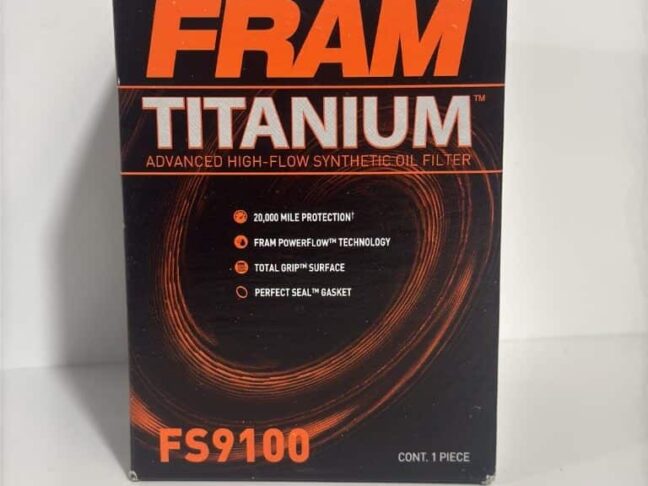 FRAM
TITANIUM™
ADVANCED HIGH-FLOW SYNTHETIC OIL FILTER
20,000 MILE PROTECTION†
FRAM POWERFLOW™ TECHNOLOGY
TOTAL GRIP™ SURFACE
PERFECT SEAL™ GASKET
FS9100
CONT. 1 PIECE